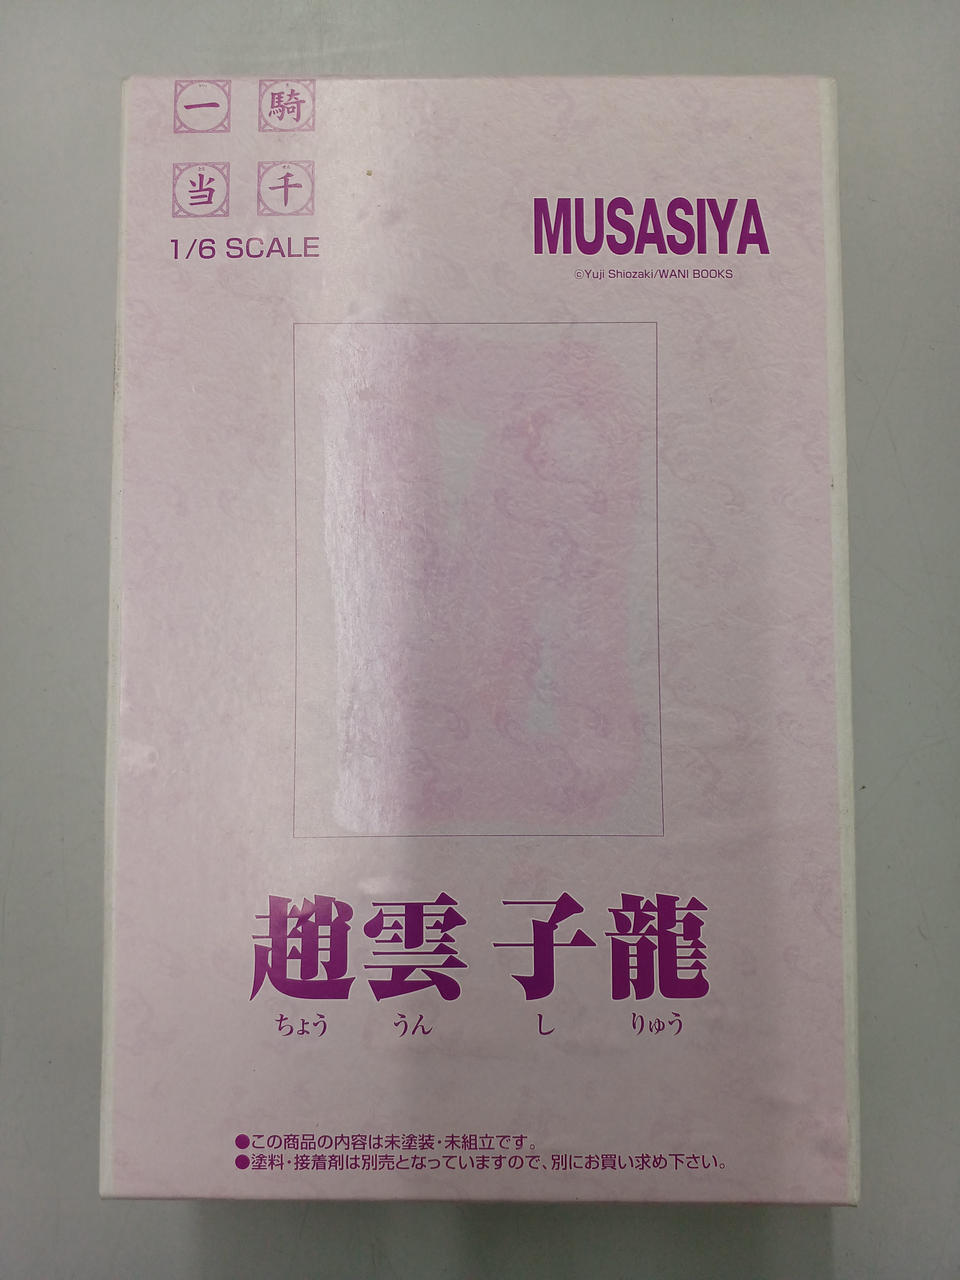 一騎
当千
1/6 SCALE
MUSASIYA
©Yuji Shiozaki/WANI BOOKS
趙雲 子龍
ちょう うん し りゅう
●この商品の内容は未塗装・未組立です。
●塗料・接着剤は別売となっていますので、別にお買い求め下さい。